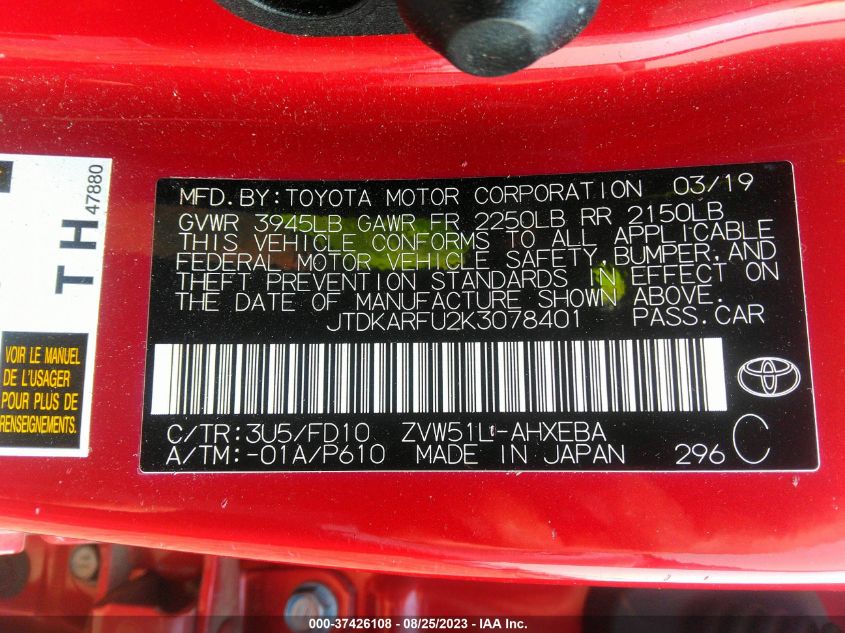 MFD. BY: TOYOTA MOTOR CORPORATION 03/19
GVWR 3945LB GAWR FR 2250LB RR 2150LB
THIS VEHICLE CONFORMS TO ALL APPLICABLE
FEDERAL MOTOR VEHICLE SAFETY, BUMPER, AND
THEFT PREVENTION STANDARDS IN EFFECT ON
THE DATE OF MANUFACTURE SHOWN ABOVE.
JTDKARFU2K3078401 PASS. CAR
C/TR: 3U5/FD10 ZVW51L-AHXEBA
A/TM: -01A/P610 MADE IN JAPAN 296 C
TH
47880
VOIR LE MANUEL
DE L'USAGER
POUR PLUS DE
RENSEIGNEMENTS.
000-37426108 - 08/25/2023 - IAA Inc.